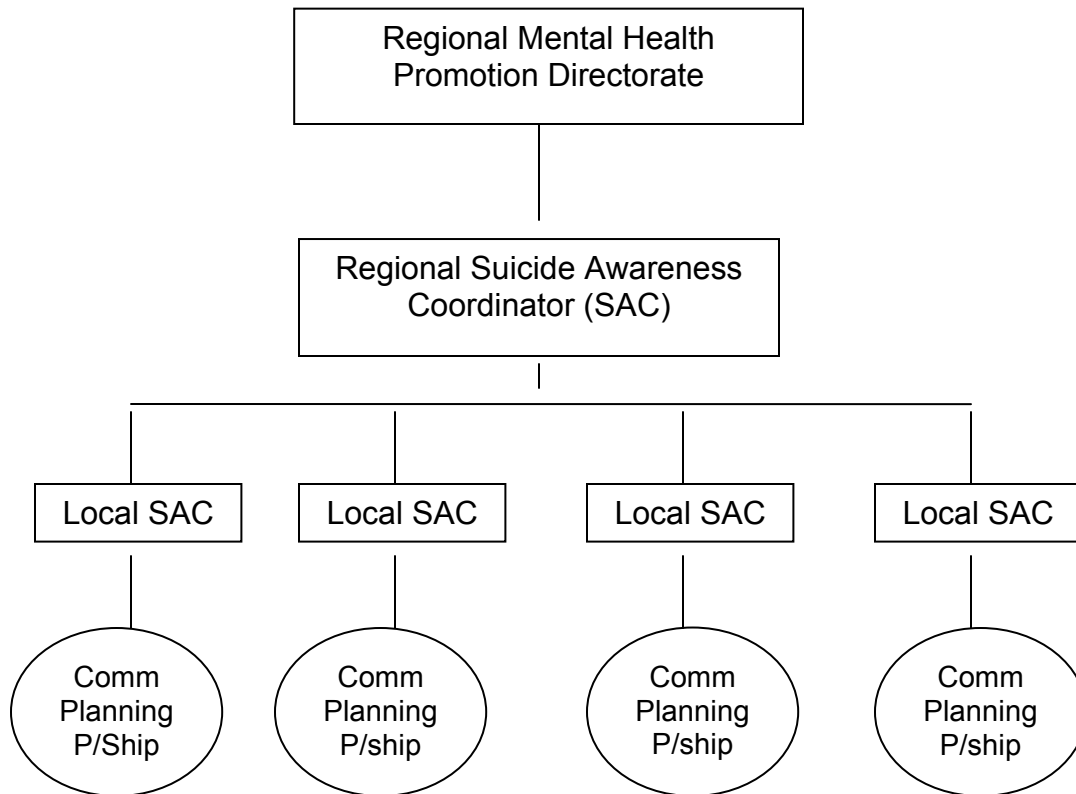 Regional Mental Health
Promotion Directorate
Regional Suicide Awareness
Coordinator (SAC)
Local SAC
Local SAC
Local SAC
Local SAC
Comm
Planning
P/Ship
Comm
Planning
P/ship
Comm
Planning
P/ship
Comm
Planning
P/ship